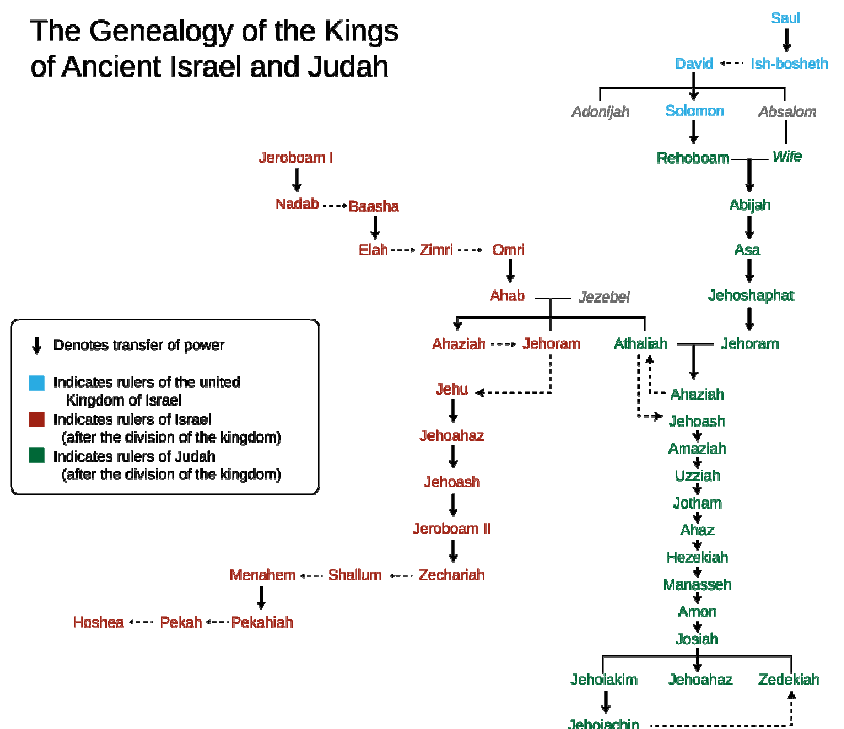 The Genealogy of the Kings
of Ancient Israel and Judah
Saul
David Ish-bosheth
Adonijah Solomon Absalom
Jeroboam I Rehoboam Wife
Nadab Baasha Abijah
Elah Zimri Omri Asa
Ahab Jezebel Jehoshaphat
Ahaziah Jehoram Athaliah Jehoram
Jehu Ahaziah
Jehoash
Jehoahaz
Amaziah
Jehoash Uzziah
Jotham
Jeroboam II Ahaz
Hezekiah
Menahem Shallum Zechariah Manasseh
Amon
Hoshea Pekah Pekahiah
Josiah
Jehoiakim Jehoahaz Zedekiah
Jehoiachin
Denotes transfer of power
Indicates rulers of the united
Kingdom of Israel
Indicates rulers of Israel
(after the division of the kingdom)
Indicates rulers of Judah
(after the division of the kingdom)